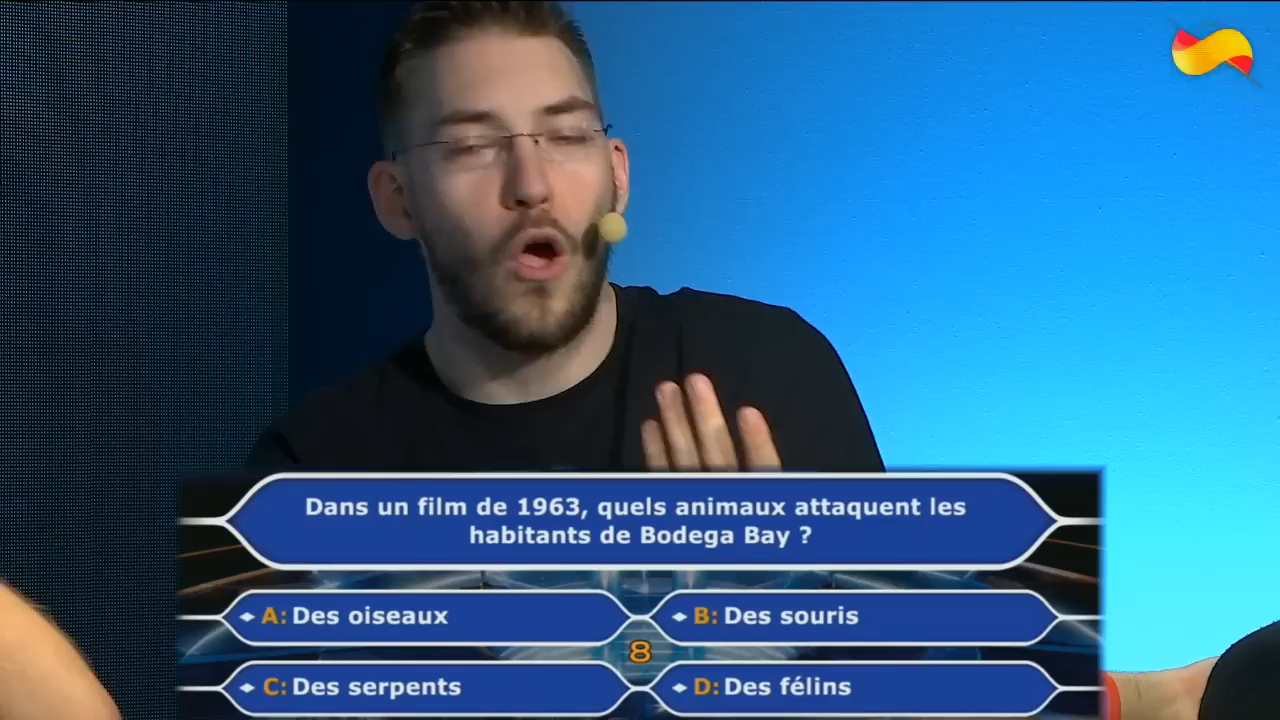 Dans un film de 1963, quels animaux attaquent les
habitants de Bodega Bay ?
A: Des oiseaux
B: Des souris
8
C: Des serpents
D: Des félins